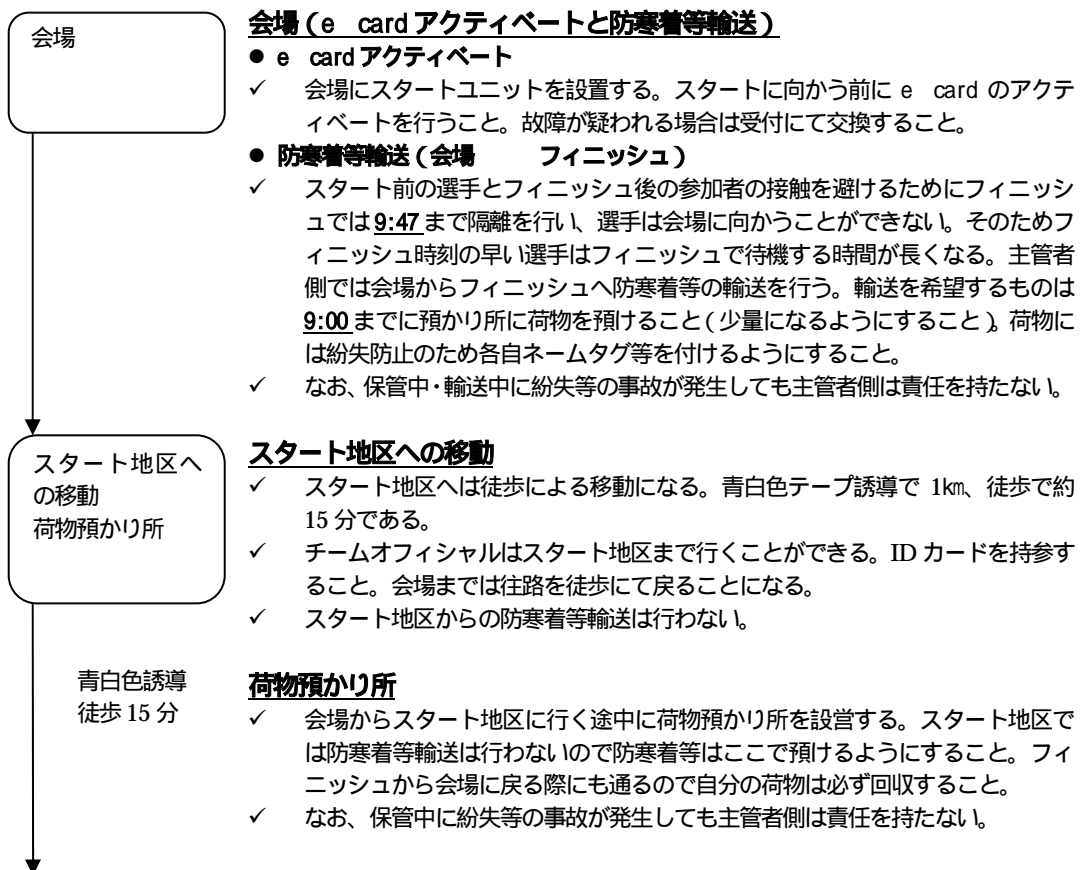 会場
会場(e card アクティベートと防寒着等輸送)
● e card アクティベート
✓ 会場にスタートユニットを設置する。スタートに向かう前に e card のアクテ
ィベートを行うこと。故障が疑われる場合は受付にて交換すること。
● 防寒着等輸送(会場 フィニッシュ)
✓ スタート前の選手とフィニッシュ後の参加者の接触を避けるためにフィニッシ
ュでは 9:47 まで隔離を行い、選手は会場に向かうことができない。そのためフ
ィニッシュ時刻の早い選手はフィニッシュで待機する時間が長くなる。主管者
側では会場からフィニッシュへ防寒着等の輸送を行う。輸送を希望するものは
9:00 までに預かり所に荷物を預けること(少量になるようにすること)。荷物に
は紛失防止のため各自ネームタグ等を付けるようにすること。
✓ なお、保管中・輸送中に紛失等の事故が発生しても主管者側は責任を持たない。
スタート地区へ
の移動
荷物預かり所
スタート地区への移動
✓ スタート地区へは徒歩による移動になる。青白色テープ誘導で 1㎞、徒歩で約
15 分である。
✓ チームオフィシャルはスタート地区まで行くことができる。ID カードを持参す
ること。会場までは往路を徒歩にて戻ることになる。
✓ スタート地区からの防寒着等輸送は行わない。
青白色誘導
徒歩 15 分
荷物預かり所
✓ 会場からスタート地区に行く途中に荷物預かり所を設営する。スタート地区で
は防寒着等輸送は行わないので防寒着等はここで預けるようにすること。フィ
ニッシュから会場に戻る際にも通るので自分の荷物は必ず回収すること。
✓ なお、保管中に紛失等の事故が発生しても主管者側は責任を持たない。